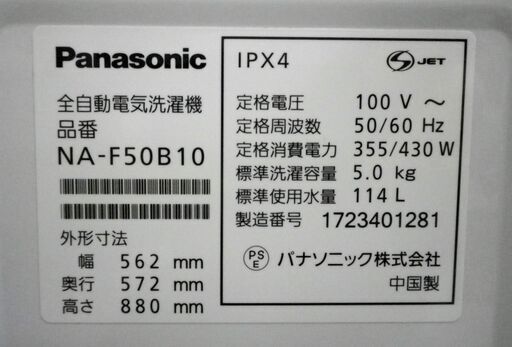 Panasonic
全自動電気洗濯機
品番
NA-F50B10
外形寸法
幅 562 mm
奥行 572 mm
高さ 880 mm
IPX4
S JET
定格電圧 100 V ～
定格周波数 50/60 Hz
定格消費電力 355/430 W
標準洗濯容量 5.0 kg
標準使用水量 114 L
製造番号 1723401281
PS E パナソニック株式会社
中国製